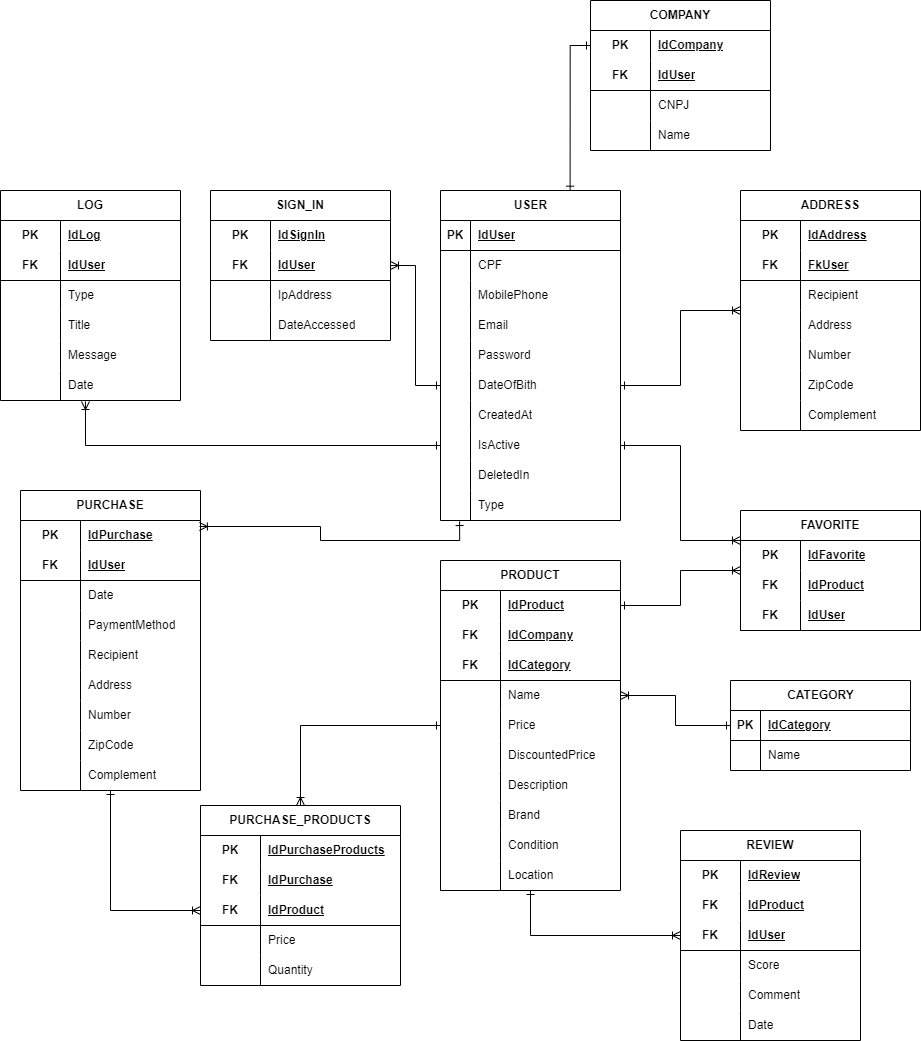 COMPANY
PK IdCompany
FK IdUser
CNPJ
Name
LOG
PK IdLog
FK IdUser
Type
Title
Message
Date
SIGN_IN
PK IdSignIn
FK IdUser
IpAddress
DateAccessed
USER
PK IdUser
CPF
MobilePhone
Email
Password
DateOfBith
CreatedAt
IsActive
DeletedIn
Type
ADDRESS
PK IdAddress
FK FkUser
Recipient
Address
Number
ZipCode
Complement
PURCHASE
PK IdPurchase
FK IdUser
Date
PaymentMethod
Recipient
Address
Number
ZipCode
Complement
PRODUCT
PK IdProduct
FK IdCompany
FK IdCategory
Name
Price
DiscountedPrice
Description
Brand
Condition
Location
FAVORITE
PK IdFavorite
FK IdProduct
FK IdUser
CATEGORY
PK IdCategory
Name
PURCHASE_PRODUCTS
PK IdPurchaseProducts
FK IdPurchase
FK IdProduct
Price
Quantity
REVIEW
PK IdReview
FK IdProduct
FK IdUser
Score
Comment
Date